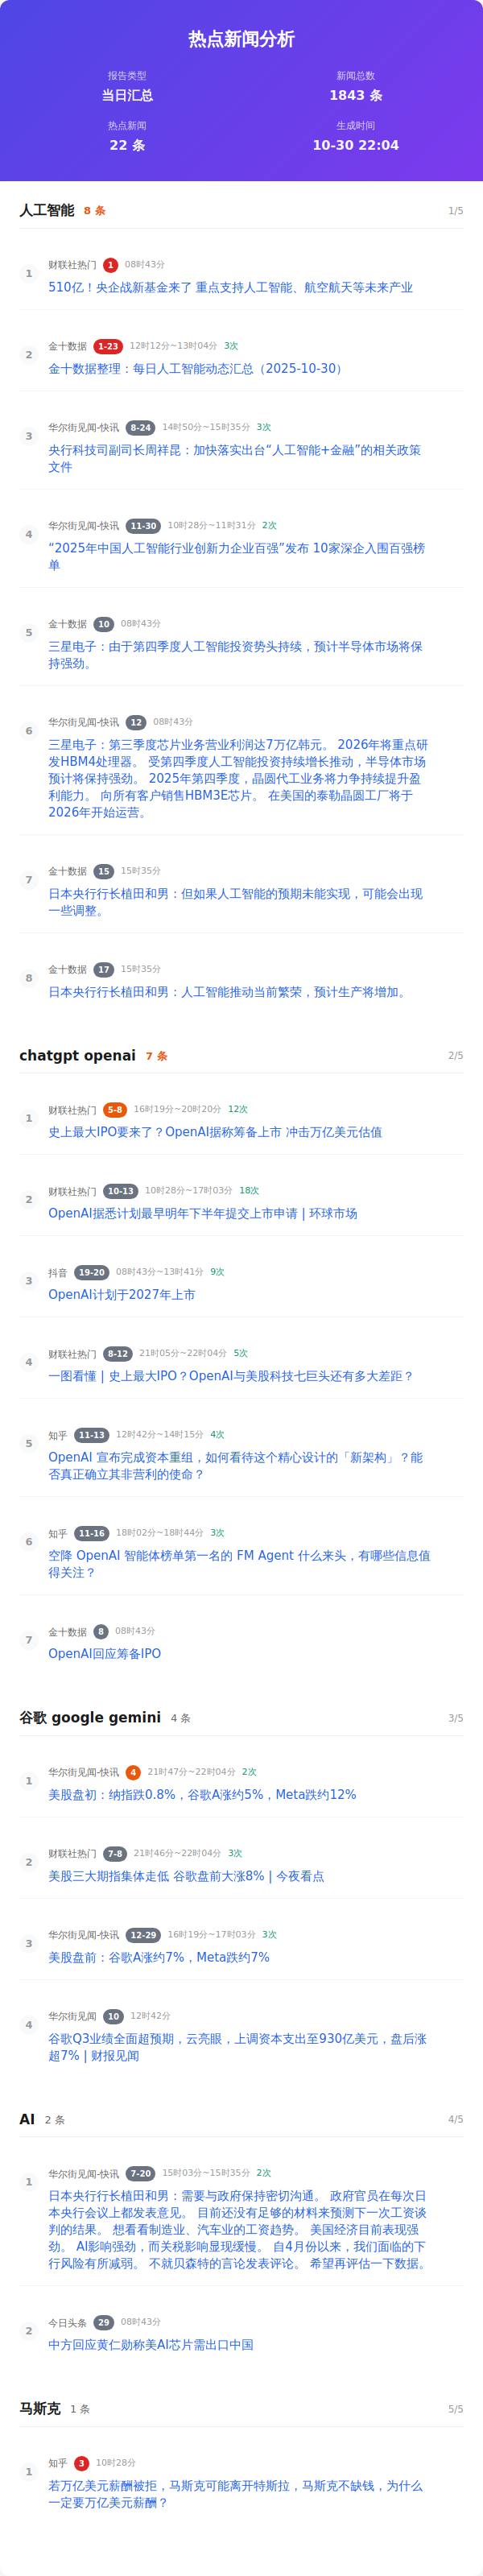 热点新闻分析
报告类型
当日汇总
新闻总数
1843 条
热点新闻
22 条
生成时间
10-30 22:04
人工智能 8 条 1/5
1
财联社热门 1 08时43分
510亿！央企战新基金来了 重点支持人工智能、航空航天等未来产业
2
金十数据 1-23 12时12分~13时04分 3次
金十数据整理：每日人工智能动态汇总（2025-10-30）
3
华尔街见闻-快讯 8-24 14时50分~15时35分 3次
央行科技司副司长周祥昆：加快落实出台“人工智能+金融”的相关政策
文件
4
华尔街见闻-快讯 11-30 10时28分~11时31分 2次
“2025年中国人工智能行业创新力企业百强”发布 10家深企入围百强榜
单
5
金十数据 10 08时43分
三星电子：由于第四季度人工智能投资势头持续，预计半导体市场将保
持强劲。
6
华尔街见闻-快讯 12 08时43分
三星电子：第三季度芯片业务营业利润达7万亿韩元。 2026年将重点研
发HBM4处理器。 受第四季度人工智能投资持续增长推动，半导体市场
预计将保持强劲。 2025年第四季度，晶圆代工业务将力争持续提升盈
利能力。 向所有客户销售HBM3E芯片。 在美国的泰勒晶圆工厂将于
2026年开始运营。
7
金十数据 15 15时35分
日本央行行长植田和男：但如果人工智能的预期未能实现，可能会出现
一些调整。
8
金十数据 17 15时35分
日本央行行长植田和男：人工智能推动当前繁荣，预计生产将增加。
chatgpt openai 7 条 2/5
1
财联社热门 5-8 16时19分~20时20分 12次
史上最大IPO要来了？OpenAI据称筹备上市 冲击万亿美元估值
2
财联社热门 10-13 10时28分~17时03分 18次
OpenAI据悉计划最早明年下半年提交上市申请 | 环球市场
3
抖音 19-20 08时43分~13时41分 9次
OpenAI计划于2027年上市
4
财联社热门 8-12 21时05分~22时04分 5次
一图看懂 | 史上最大IPO？OpenAI与美股科技七巨头还有多大差距？
5
知乎 11-13 12时42分~14时15分 4次
OpenAI 宣布完成资本重组，如何看待这个精心设计的「新架构」？能
否真正确立其非营利的使命？
6
知乎 11-16 18时02分~18时44分 3次
空降 OpenAI 智能体榜单第一名的 FM Agent 什么来头，有哪些信息值
得关注？
7
金十数据 8 08时43分
OpenAI回应筹备IPO
谷歌 google gemini 4 条 3/5
1
华尔街见闻-快讯 4 21时47分~22时04分 2次
美股盘初：纳指跌0.8%，谷歌A涨约5%，Meta跌约12%
2
财联社热门 7-8 21时46分~22时04分 3次
美股三大期指集体走低 谷歌盘前大涨8% | 今夜看点
3
华尔街见闻-快讯 12-29 16时19分~17时03分 3次
美股盘前：谷歌A涨约7%，Meta跌约7%
4
华尔街见闻 10 12时42分
谷歌Q3业绩全面超预期，云亮眼，上调资本支出至930亿美元，盘后涨
超7% | 财报见闻
AI 2 条 4/5
1
华尔街见闻-快讯 7-20 15时03分~15时35分 2次
日本央行行长植田和男：需要与政府保持密切沟通。 政府官员在每次日
本央行会议上都发表意见。 目前还没有足够的材料来预测下一次工资谈
判的结果。 想看看制造业、汽车业的工资趋势。 美国经济目前表现强
劲。 AI影响强劲，而关税影响显现缓慢。 自4月份以来，我们面临的下
行风险有所减弱。 不就贝森特的言论发表评论。 希望再评估一下数据。
2
今日头条 29 08时43分
中方回应黄仁勋称美AI芯片需出口中国
马斯克 1 条 5/5
1
知乎 3 10时28分
若万亿美元薪酬被拒，马斯克可能离开特斯拉，马斯克不缺钱，为什么
一定要万亿美元薪酬？